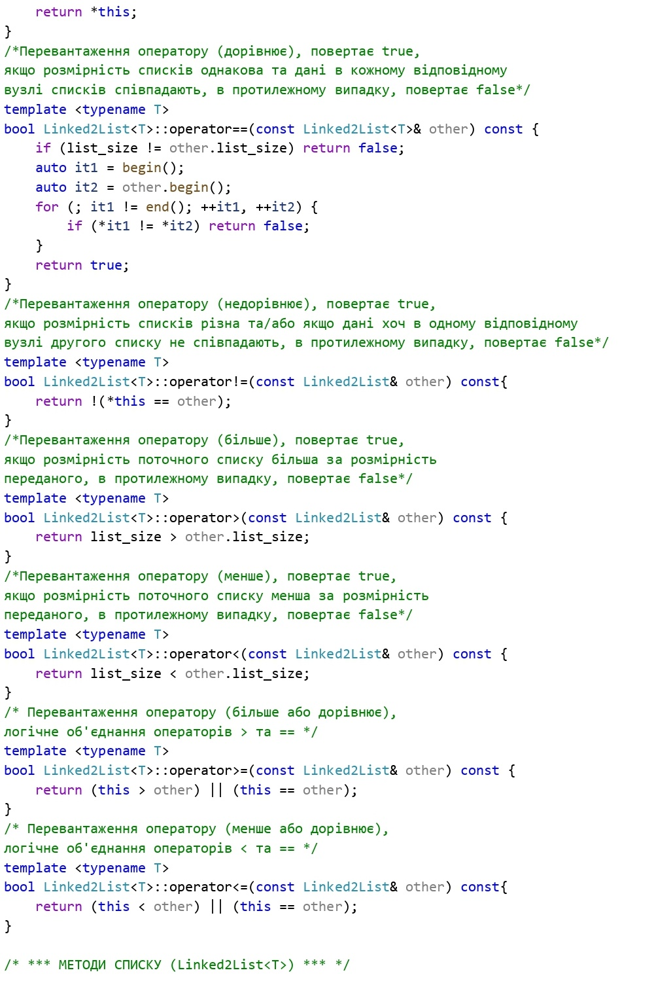 return *this;
}
/*Перевантаження оператору (дорівнює), повертає true,
якщо розмірність списків однакова та дані в кожному відповідному
вузлі списків співпадають, в протилежному випадку, повертає false*/
template <typename T>
bool Linked2List<T>::operator==(const Linked2List<T>& other) const {
    if (list_size != other.list_size) return false;
    auto it1 = begin();
    auto it2 = other.begin();
    for (; it1 != end(); ++it1, ++it2) {
        if (*it1 != *it2) return false;
    }
    return true;
}
/*Перевантаження оператору (недорівнює), повертає true,
якщо розмірність списків різна та/або якщо дані хоч в одному відповідному
вузлі другого списку не співпадають, в протилежному випадку, повертає false*/
template <typename T>
bool Linked2List<T>::operator!=(const Linked2List& other) const{
    return !(*this == other);
}
/*Перевантаження оператору (більше), повертає true,
якщо розмірність поточного списку більша за розмірність
переданого, в протилежному випадку, повертає false*/
template <typename T>
bool Linked2List<T>::operator>(const Linked2List& other) const {
    return list_size > other.list_size;
}
/*Перевантаження оператору (менше), повертає true,
якщо розмірність поточного списку менша за розмірність
переданого, в протилежному випадку, повертає false*/
template <typename T>
bool Linked2List<T>::operator<(const Linked2List& other) const {
    return list_size < other.list_size;
}
/* Перевантаження оператору (більше або дорівнює),
логічне об'єднання операторів > та == */
template <typename T>
bool Linked2List<T>::operator>=(const Linked2List& other) const {
    return (this > other) || (this == other);
}
/* Перевантаження оператору (менше або дорівнює),
логічне об'єднання операторів < та == */
template <typename T>
bool Linked2List<T>::operator<=(const Linked2List& other) const{
    return (this < other) || (this == other);
}

/* *** МЕТОДИ СПИСКУ (Linked2List<T>) *** */